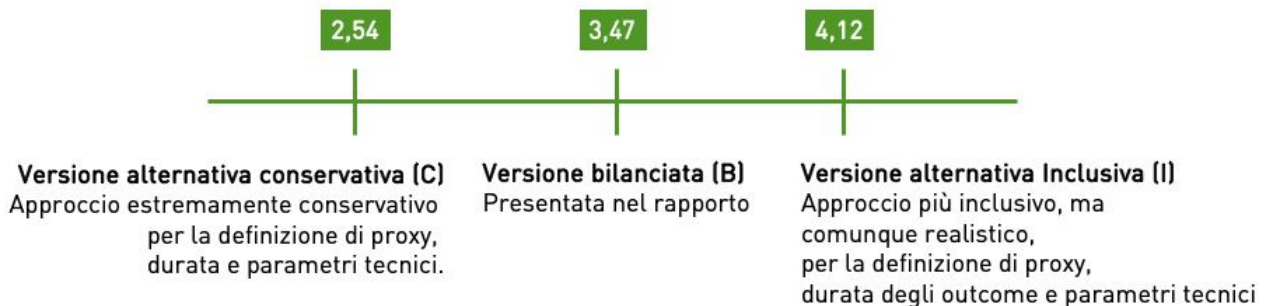 2,54
3,47
4,12
Versione alternativa conservativa (C)
Approccio estremamente conservativo
per la definizione di proxy,
durata e parametri tecnici.
Versione bilanciata (B)
Presentata nel rapporto
Versione alternativa Inclusiva (I)
Approccio più inclusivo, ma
comunque realistico,
per la definizione di proxy,
durata degli outcome e parametri tecnici